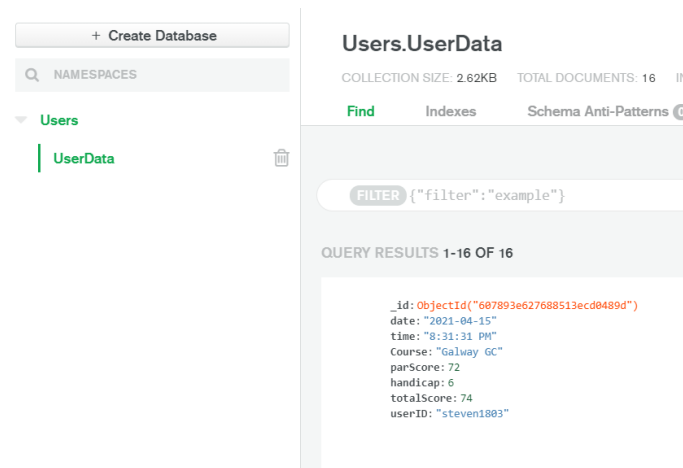 + Create Database
NAMESPACES
Users
UserData
Users.UserData
COLLECTION SIZE: 2.62KB TOTAL DOCUMENTS: 16
Find Indexes Schema Anti-Patterns
FILTER {"filter":"example"}
QUERY RESULTS 1-16 OF 16
_id: ObjectId("607893e627688513ecd0489d")
date: "2021-04-15"
time: "8:31:31 PM"
Course: "Galway GC"
parScore: 72
handicap: 6
totalScore: 74
userID: "steven1803"